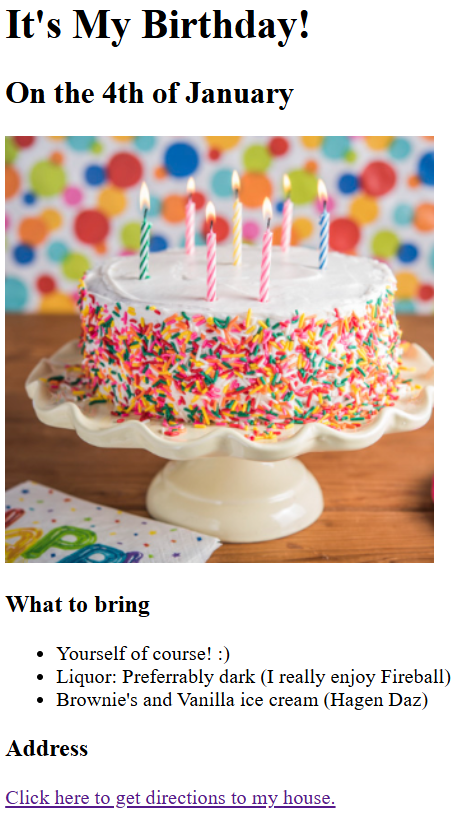 It's My Birthday!
On the 4th of January
What to bring
Yourself of course! :)
Liquor: Preferrably dark (I really enjoy Fireball)
Brownie's and Vanilla ice cream (Hagen Daz)
Address
Click here to get directions to my house.